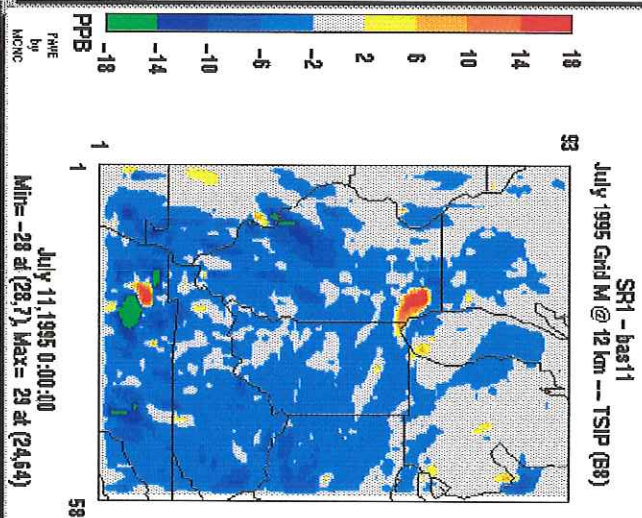 SR1 - bas11
July 1995 Grid M @ 12 km --- TSIP (B8)
18
14
10
6
2
-2
-6
-10
-14
-18
PPB
PAVE
by
MCNC
93
1
1
58
July 11,1995 0:00:00
Min= -28 at (28,7), Max= 29 at (24,64)